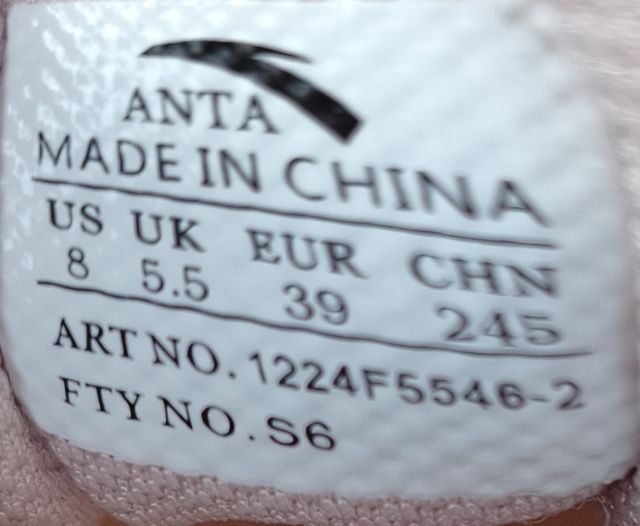 ANTA
MADE IN CHINA
US UK EUR CHN
8 5.5 39 245
ART NO. 1224F5546-2
FTY NO. S6